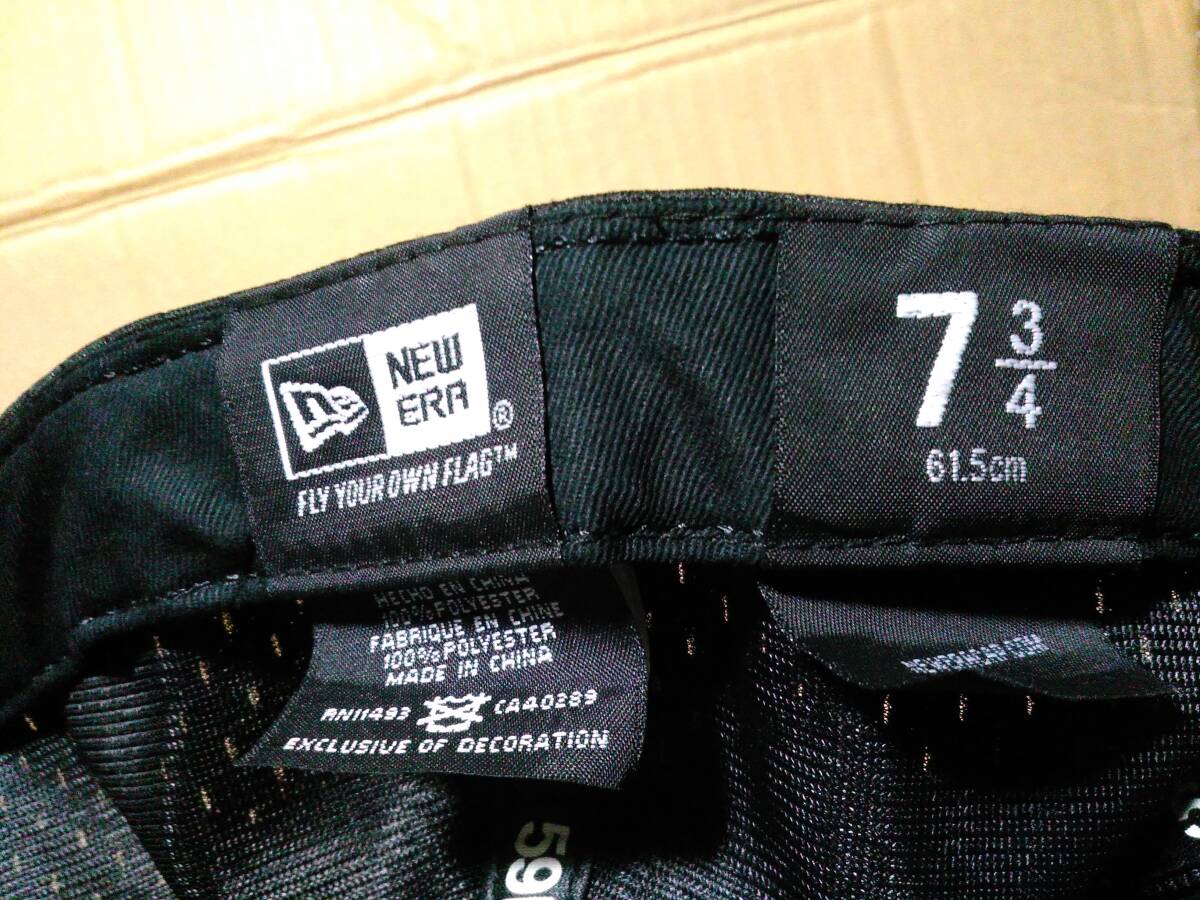 NEW
ERA
®
FLY YOUR OWN FLAG™
7 3/4
61.5cm
HECHO EN CHINA
100% POLYESTER
FABRIQUE EN CHINE
100% POLYESTER
MADE IN CHINA
RN11493 CA40289
EXCLUSIVE OF DECORATION
59